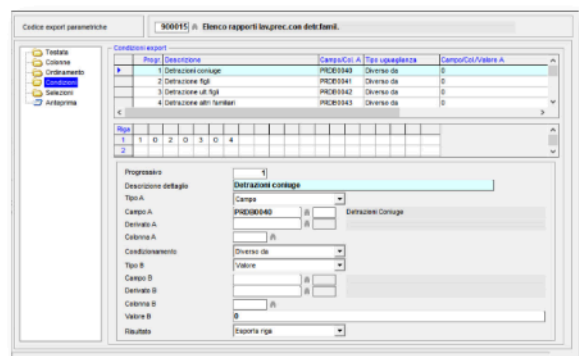 Codice export parametriche 900015 Elenco rapporti lav.prec.con detr.famil.
Testata
Colonne
Ordinamento
Condizioni
Selezioni
Anteprima
Condizioni export
Progr. Descrizione Campo/Col. A Tipo uguaglianza Campo/Col./Valore A
1 Detrazioni coniuge PRDB0040 Diverso da 0
2 Detrazione figli PRDB0041 Diverso da 0
3 Detrazione ult.figli PRDB0042 Diverso da 0
4 Detrazione altri familiari PRDB0043 Diverso da 0
Riga
1 1 O 2 O 3 O 4
2
Progressivo 1
Descrizione dettaglio Detrazioni coniuge
Tipo A Campo
Campo A PRDB0040 Detrazioni Coniuge
Derivato A
Colonna A
Condizionamento Diverso da
Tipo B Valore
Campo B
Derivato B
Colonna B
Valore B 0
Risultato Esporta riga